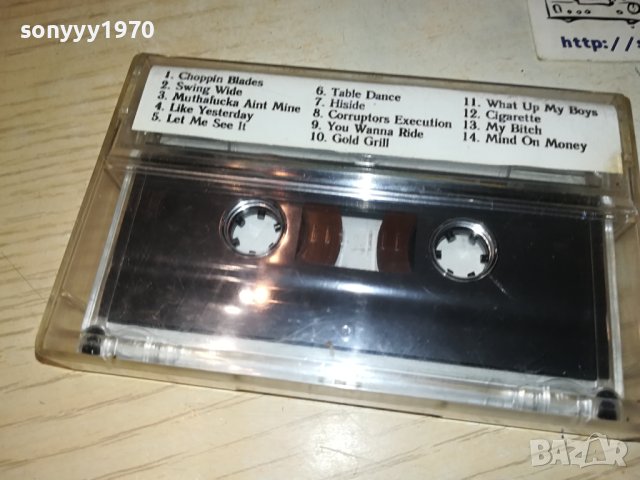 sonyyy1970
http://s
1. Choppin Blades
2. Swing Wide
3. Muthafucka Aint Mine
4. Like Yesterday
5. Let Me See It
6. Table Dance
7. Hiside
8. Corruptors Execution
9. You Wanna Ride
10. Gold Grill
11. What Up My Boys
12. Cigarette
13. My Bitch
14. Mind On Money
BAZAR
bg